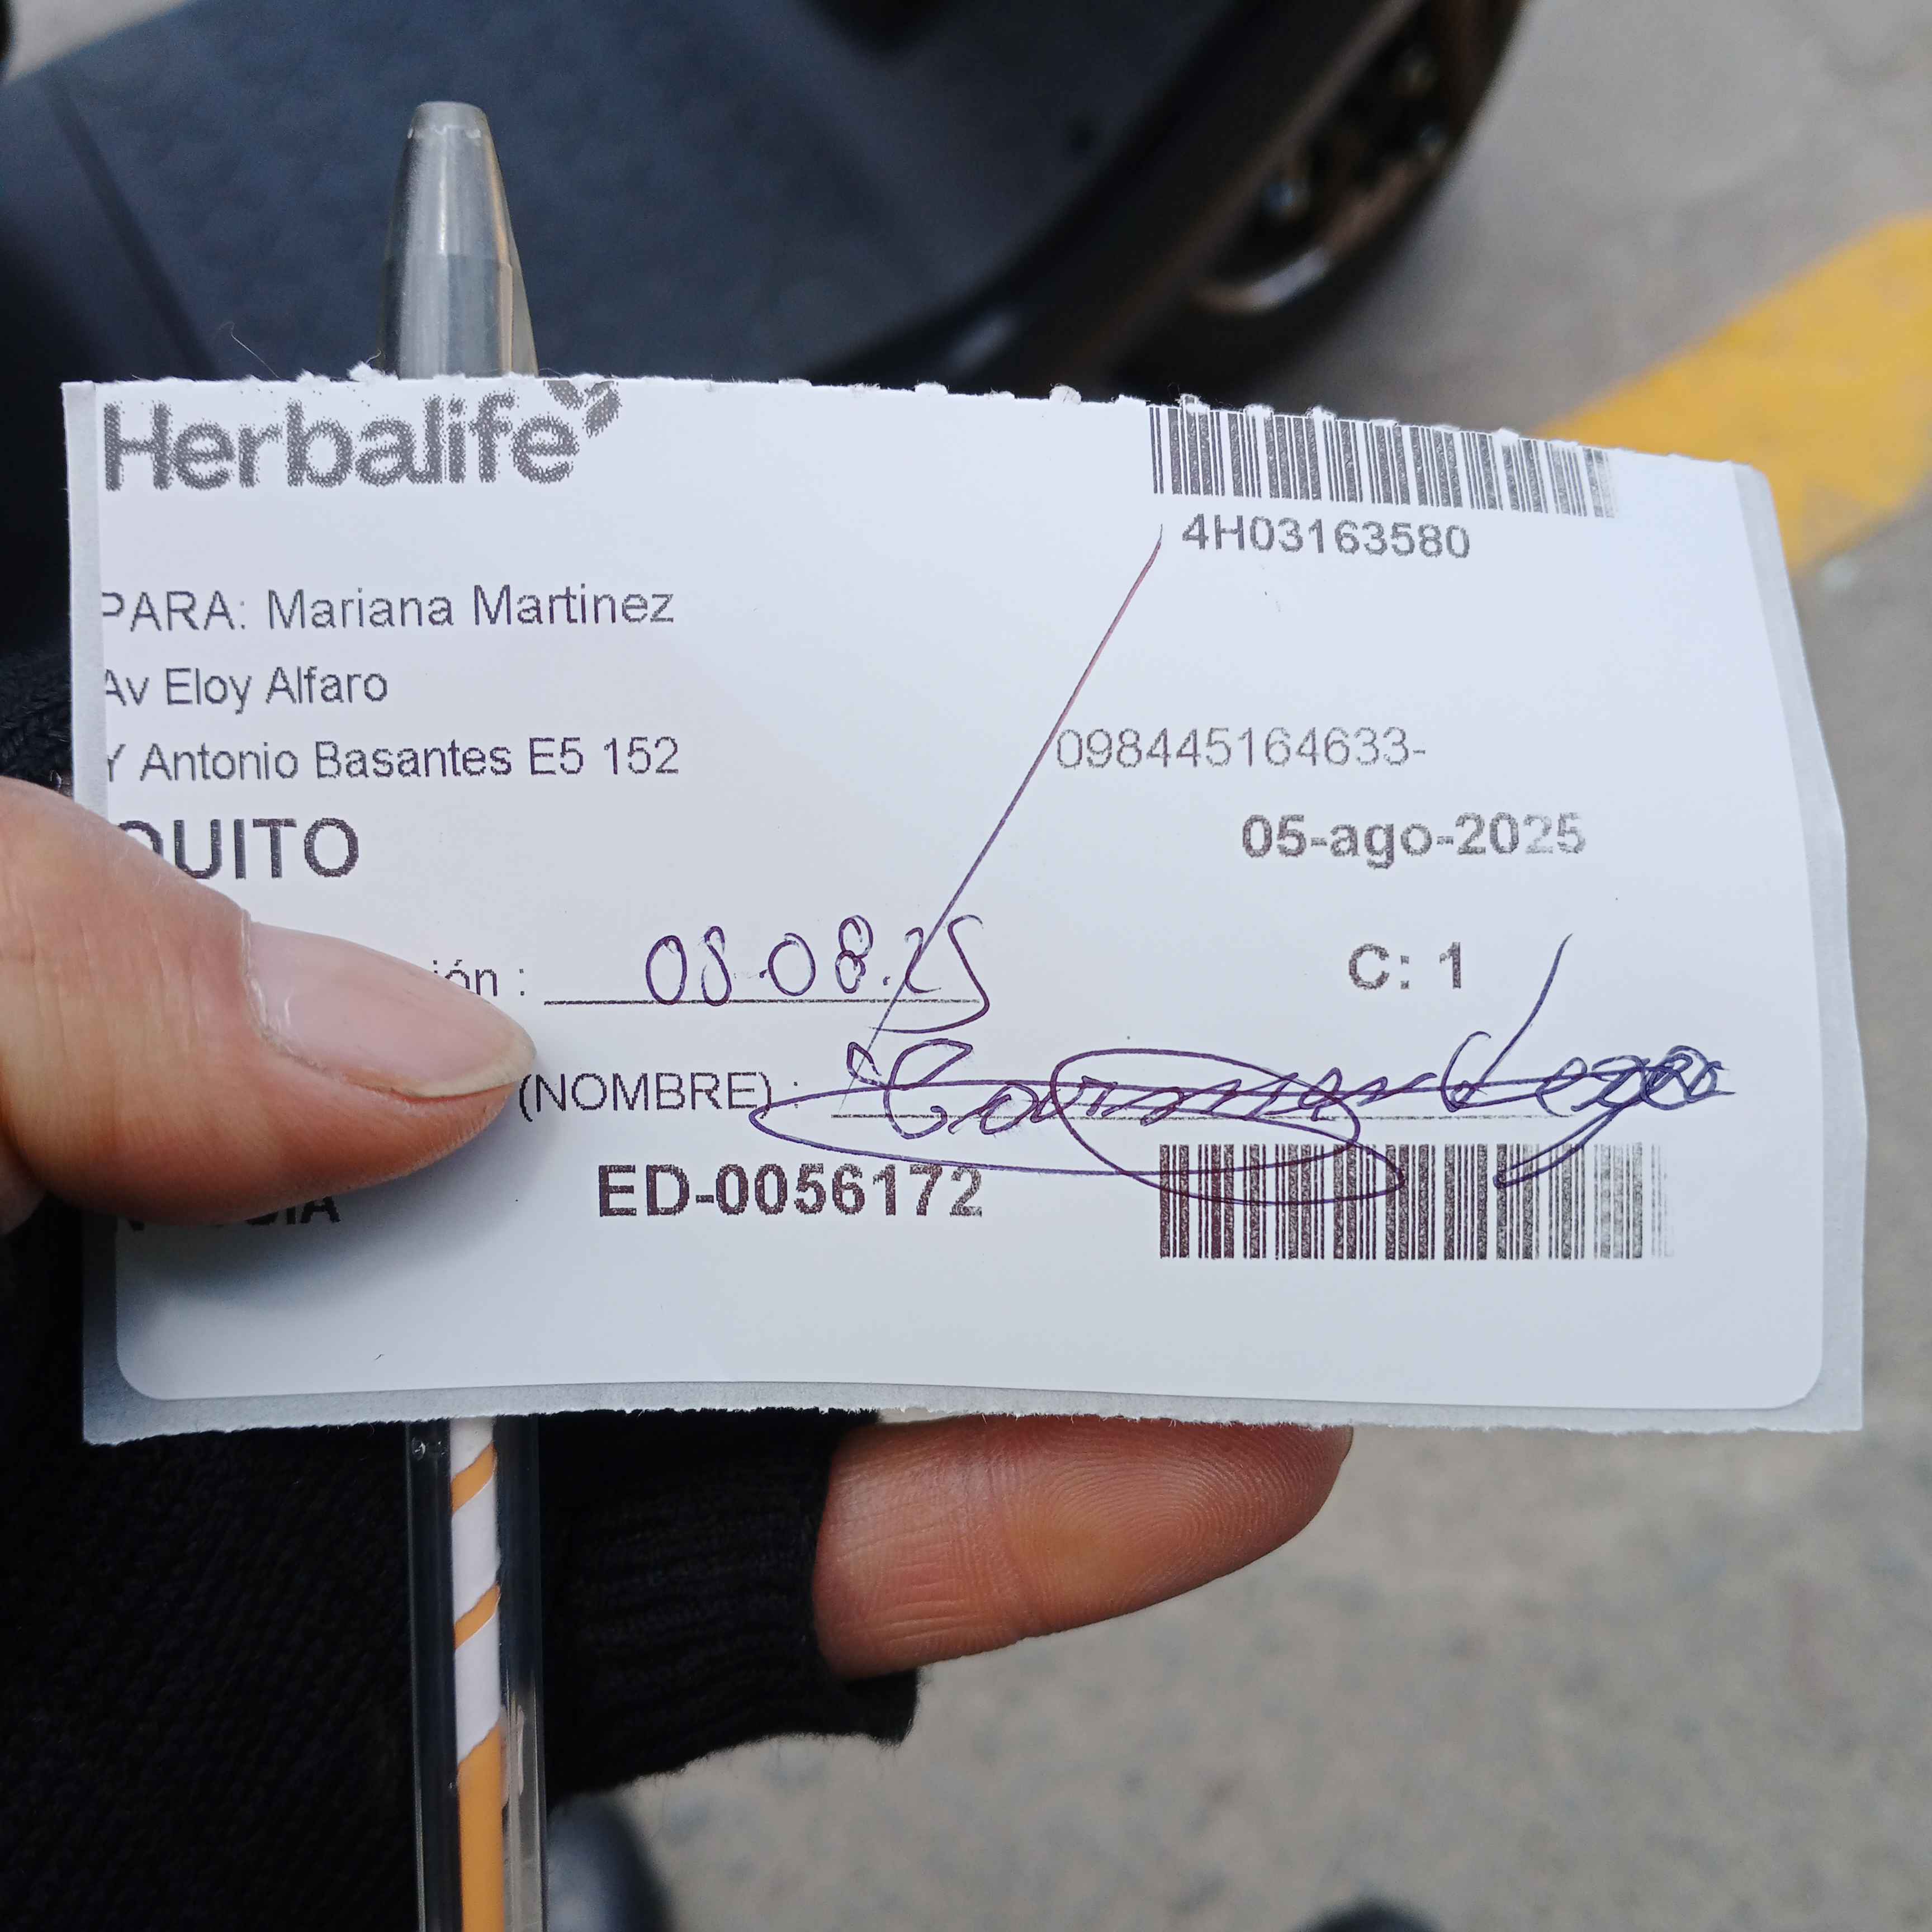 Herbalife
4H03163580
PARA: Mariana Martinez
Av Eloy Alfaro
Y Antonio Basantes E5 152
098445164633-
QUITO
05-ago-2025
ión : 08.08.25
C: 1
(NOMBRE) :
ED-0056172